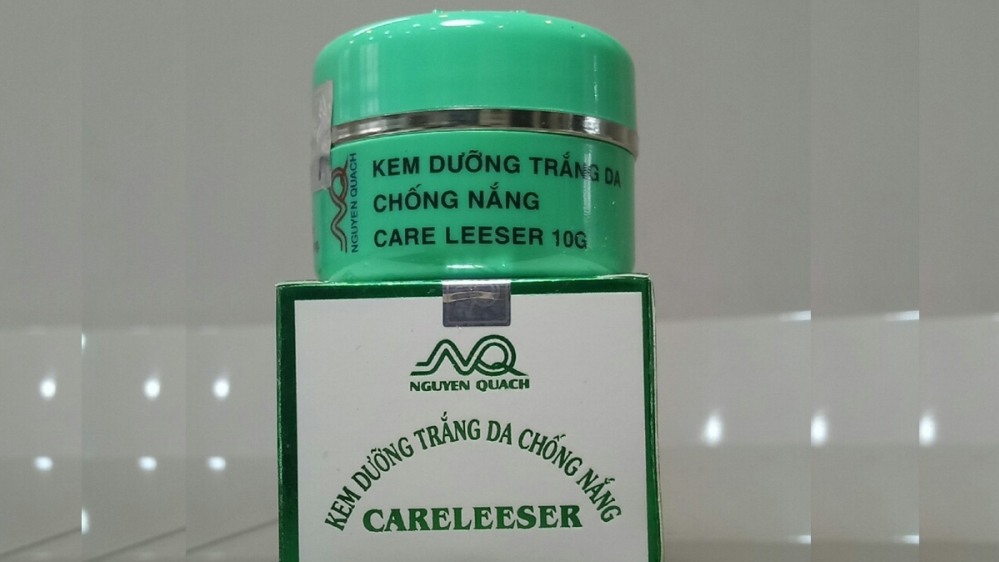 KEM DƯỠNG TRẮNG DA
CHỐNG NẮNG
CARE LEESER 10G
NGUYEN QUACH
NQ
NGUYEN QUACH
KEM DƯỠNG TRẮNG DA CHỐNG NẮNG
CARELEESER